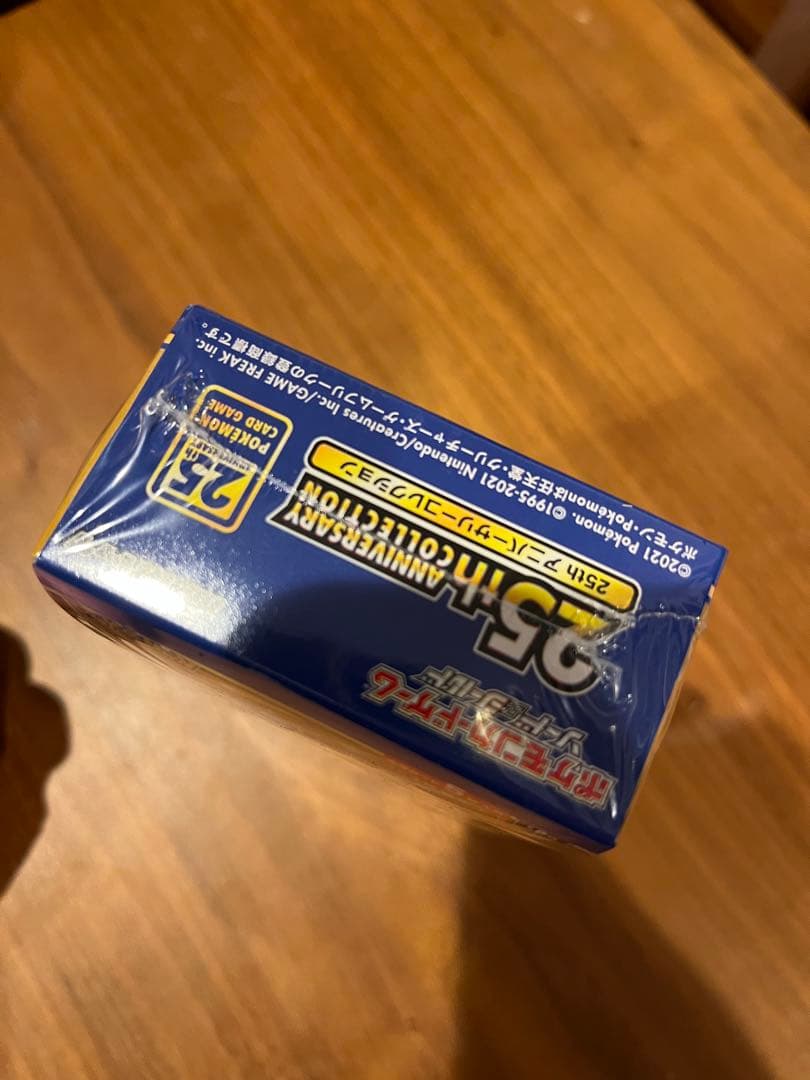 ポケモンカードゲーム
ソード&シールド
25th
ANNIVERSARY
COLLECTION
25th アニバーサリーコレクション
25
th
ANNIVERSARY
POKÉMON
CARD GAME
©2021 Pokémon. ©1995-2021 Nintendo/Creatures Inc./GAME FREAK inc.
ポケモン・Pokémonは任天堂・クリーチャーズ・ゲームフリークの登録商標です。